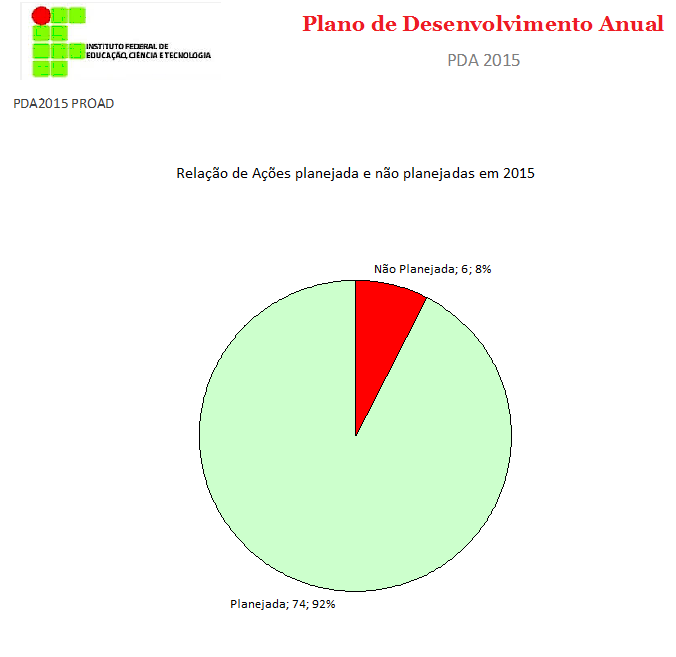 INSTITUTO FEDERAL DE
EDUCAÇÃO, CIÊNCIA E TECNOLOGIA
Plano de Desenvolvimento Anual
PDA 2015
PDA2015 PROAD
Relação de Ações planejada e não planejadas em 2015
Não Planejada; 6; 8%
Planejada; 74; 92%